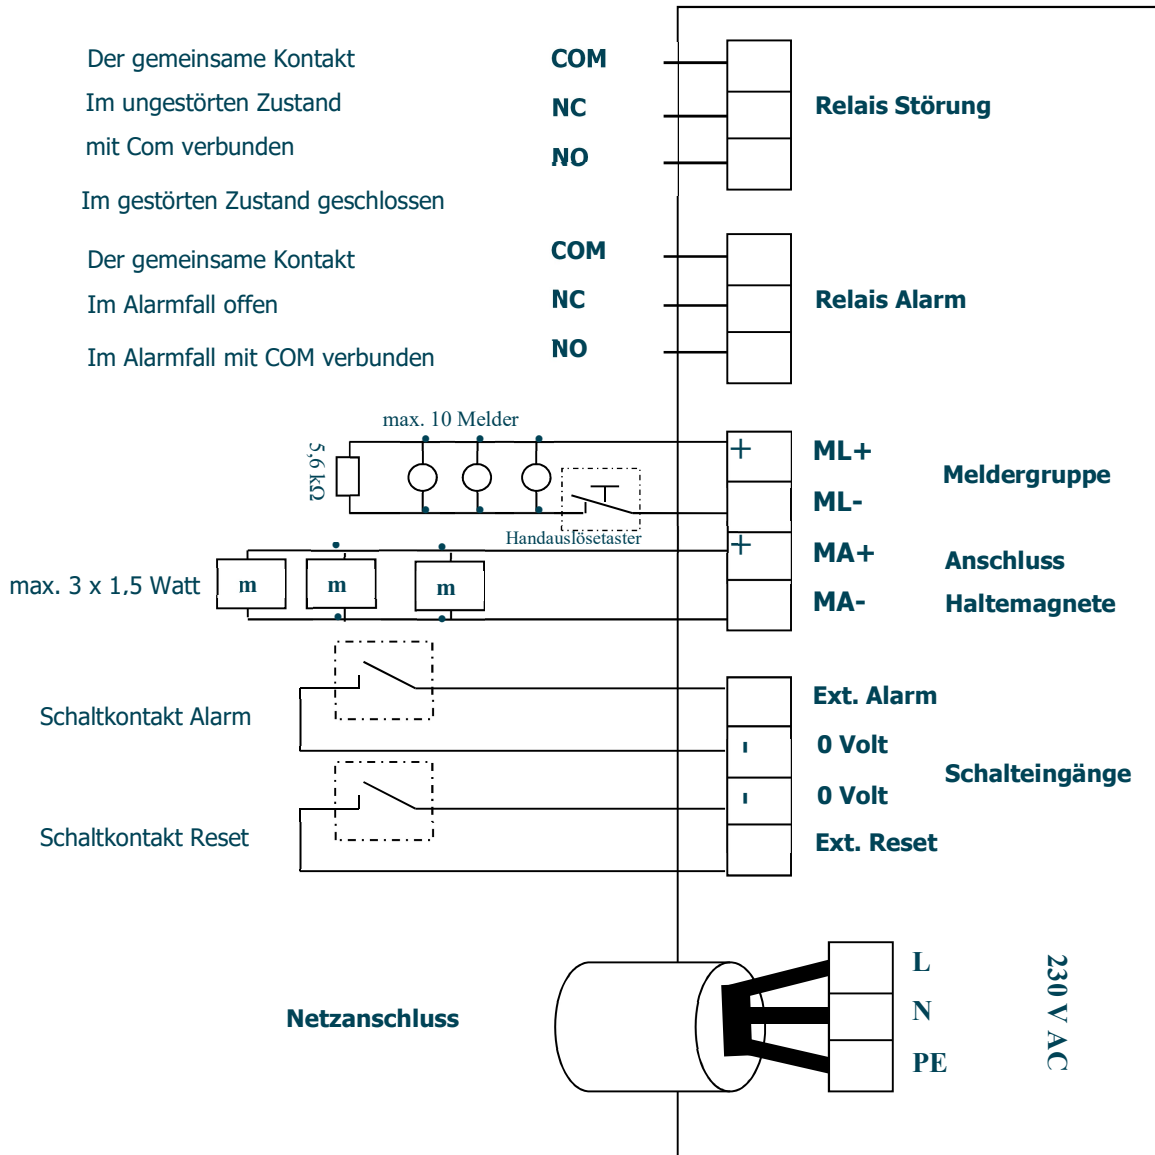 Der gemeinsame Kontakt COM
Im ungestörten Zustand NC Relais Störung
mit Com verbunden NO
Im gestörten Zustand geschlossen
Der gemeinsame Kontakt COM
Im Alarmfall offen NC Relais Alarm
Im Alarmfall mit COM verbunden NO
max. 10 Melder
5,6 kΩ
+ ML+
Meldergruppe
ML-
Handauslösetaster
+ MA+ Anschluss
max. 3 x 1,5 Watt m m m
MA- Haltemagnete
Ext. Alarm
Schaltkontakt Alarm
- 0 Volt
Schalteingänge
- 0 Volt
Schaltkontakt Reset Ext. Reset
L
Netzanschluss N
PE
230 V AC